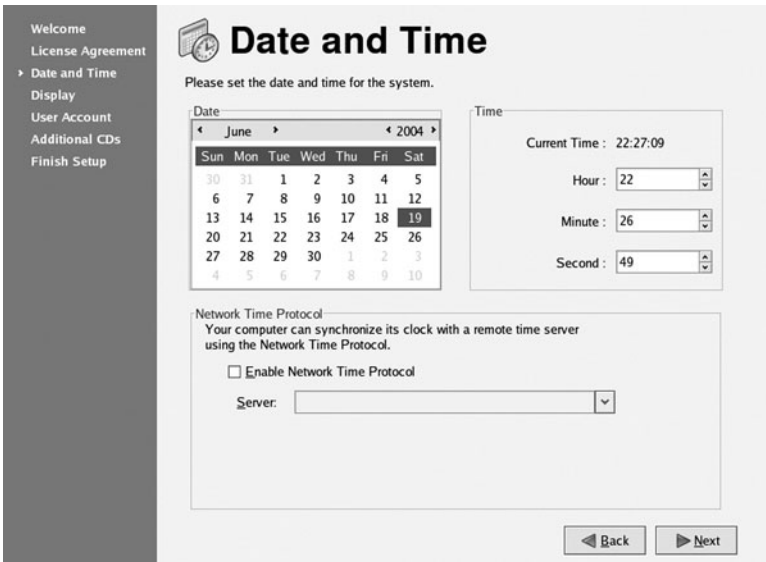 Welcome
License Agreement
Date and Time
Display
User Account
Additional CDs
Finish Setup
Date and Time
Please set the date and time for the system.
Date
June 2004
Sun Mon Tue Wed Thu Fri Sat
30 31 1 2 3 4 5
6 7 8 9 10 11 12
13 14 15 16 17 18 19
20 21 22 23 24 25 26
27 28 29 30 1 2 3
4 5 6 7 8 9 10
Time
Current Time : 22:27:09
Hour : 22
Minute : 26
Second : 49
Network Time Protocol
Your computer can synchronize its clock with a remote time server
using the Network Time Protocol.
Enable Network Time Protocol
Server:
Back
Next